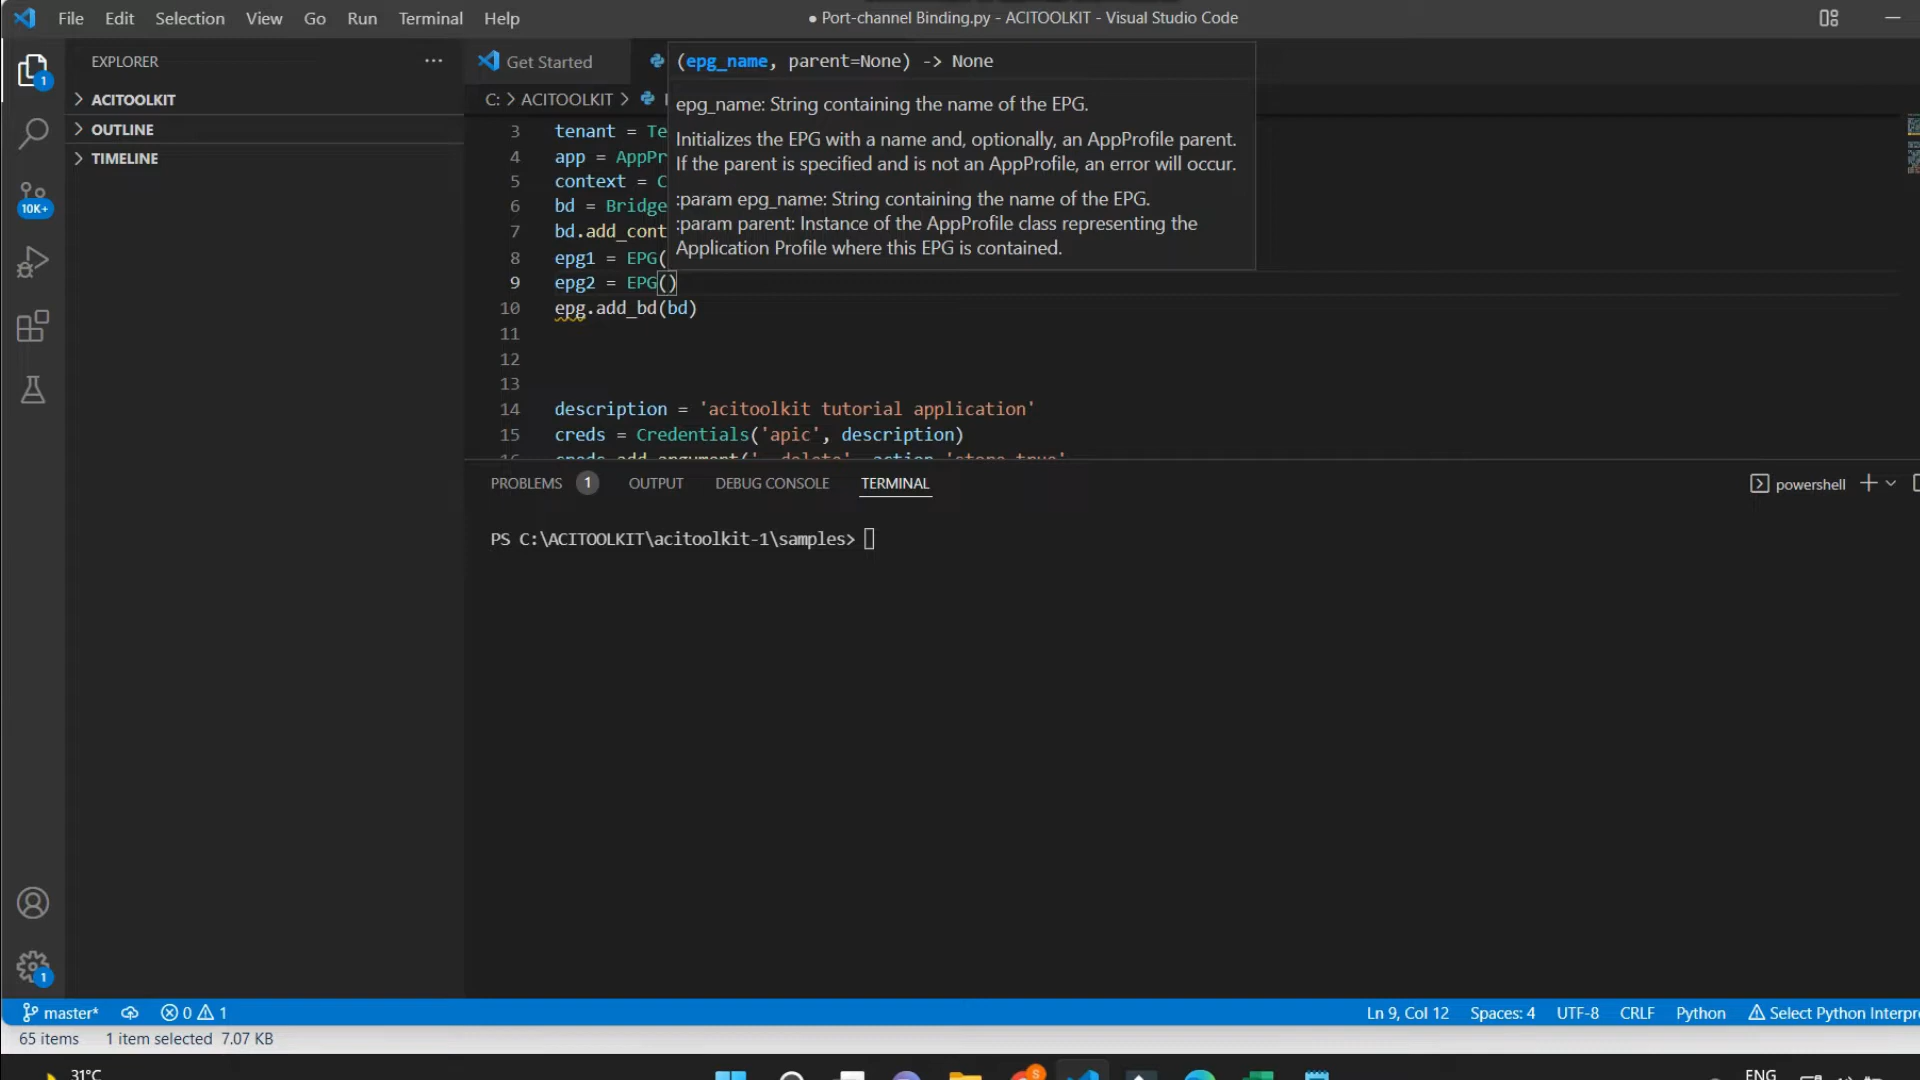 File Edit Selection View Go Run Terminal Help
● Port-channel Binding.py - ACITOOLKIT - Visual Studio Code
EXPLORER
1
ACITOOLKIT
OUTLINE
TIMELINE
10K+
Get Started
C: > ACITOOLKIT >
(epg_name, parent=None) -> None
epg_name: String containing the name of the EPG.
Initializes the EPG with a name and, optionally, an AppProfile parent.
If the parent is specified and is not an AppProfile, an error will occur.
:param epg_name: String containing the name of the EPG.
:param parent: Instance of the AppProfile class representing the
Application Profile where this EPG is contained.
3 tenant = Te
4 app = AppPr
5 context = C
6 bd = Bridge
7 bd.add_cont
8 epg1 = EPG(
9 epg2 = EPG()
10 epg.add_bd(bd)
11
12
13
14 description = 'acitoolkit tutorial application'
15 creds = Credentials('apic', description)
PROBLEMS 1 OUTPUT DEBUG CONSOLE TERMINAL
powershell
PS C:\ACITOOLKIT\acitoolkit-1\samples>
1
master* 0 1
Ln 9, Col 12 Spaces: 4 UTF-8 CRLF Python Select Python Interpre
65 items 1 item selected 7.07 KB
31°C
ENG